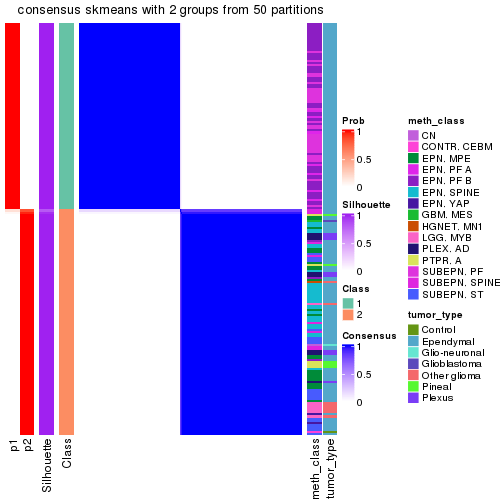 consensus skmeans with 2 groups from 50 partitions
p1
p2
Silhouette
Class
meth_class
tumor_type
Prob
1
0.5
0
Silhouette
1
0.5
0
Class
1
2
Consensus
1
0.5
0
meth_class
CN
CONTR. CEBM
EPN. MPE
EPN. PF A
EPN. PF B
EPN. SPINE
EPN. YAP
GBM. MES
HGNET. MN1
LGG. MYB
PLEX. AD
PTPR. A
SUBEPN. PF
SUBEPN. SPINE
SUBEPN. ST
tumor_type
Control
Ependymal
Glio-neuronal
Glioblastoma
Other glioma
Pineal
Plexus